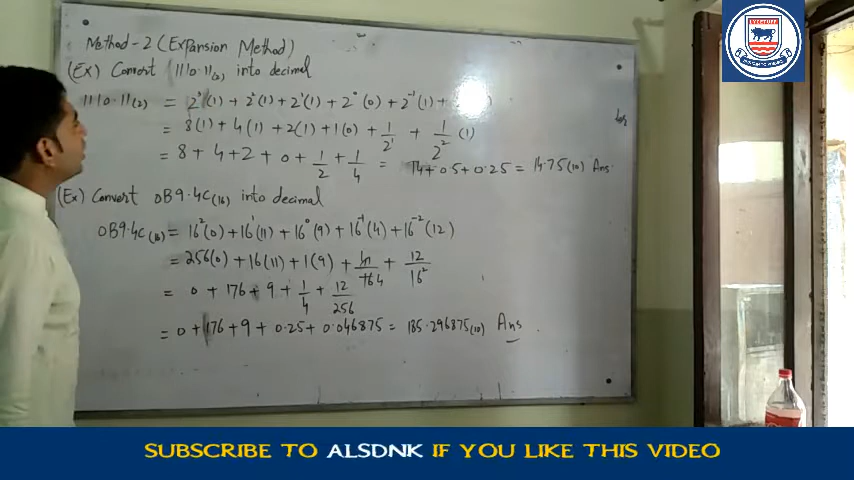 Method-2 (Expansion Method)
(Ex) Convert 1110.11(2) into decimal
1110.11(2) = 2³(1) + 2²(1) + 2¹(1) + 2⁰(0) + 2⁻¹(1) +
= 8(1) + 4(1) + 2(1) + 1(0) + 1/2¹ + 1/2² (1)
= 8 + 4 + 2 + 0 + 1/2 + 1/4 = 14 + 0.5 + 0.25 = 14.75(10) Ans.
(Ex) Convert 0B9.4C(16) into decimal
0B9.4C(16) = 16²(0) + 16¹(11) + 16⁰(9) + 16⁻¹(4) + 16⁻²(12)
= 256(0) + 16(11) + 1(9) + 4/16 + 12/16²
= 0 + 176 + 9 + 1/4 + 12/256
= 0 + 176 + 9 + 0.25 + 0.046875 = 185.296875(10) Ans.
SUBSCRIBE TO ALSDNK IF YOU LIKE THIS VIDEO